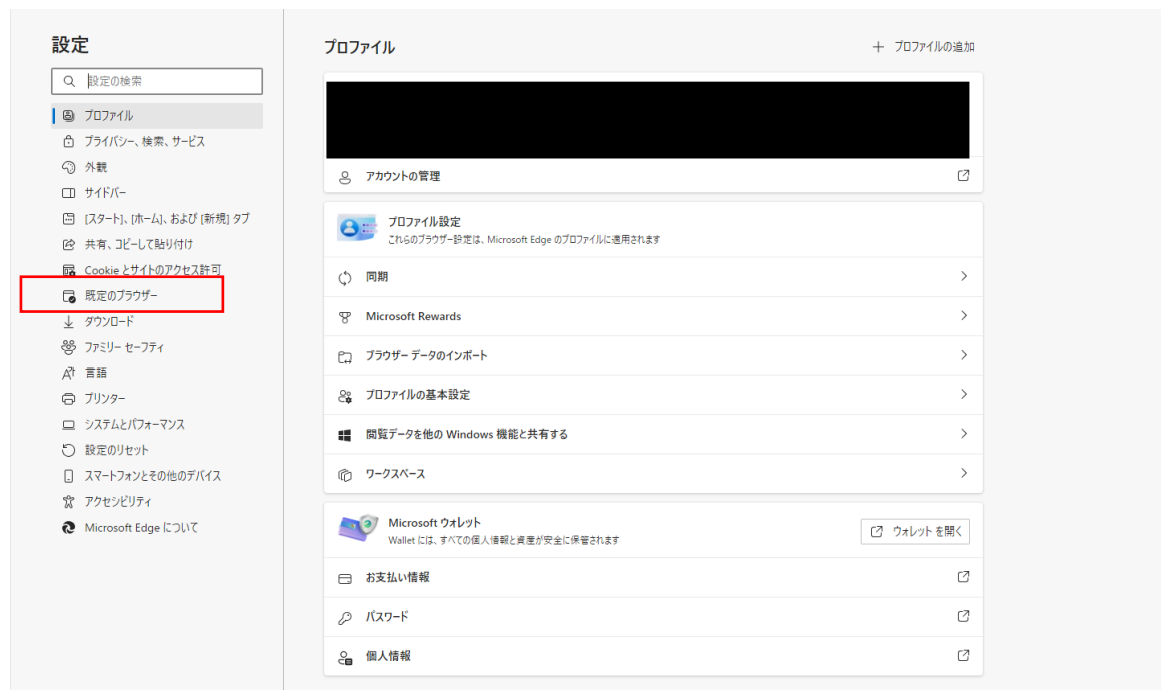 設定
設定の検索
プロファイル
プライバシー、検索、サービス
外観
サイドバー
[スタート]、[ホーム]、および [新規] タブ
共有、コピーして貼り付け
Cookie とサイトのアクセス許可
既定のブラウザー
ダウンロード
ファミリー セーフティ
言語
プリンター
システムとパフォーマンス
設定のリセット
スマートフォンとその他のデバイス
アクセシビリティ
Microsoft Edge について
プロファイル
プロファイルの追加
アカウントの管理
プロファイル設定
これらのブラウザー設定は、Microsoft Edge のプロファイルに適用されます
同期
Microsoft Rewards
ブラウザー データのインポート
プロファイルの基本設定
閲覧データを他の Windows 機能と共有する
ワークスペース
Microsoft ウォレット
Wallet には、すべての個人情報と資産が安全に保管されます
ウォレット を開く
お支払い情報
パスワード
個人情報